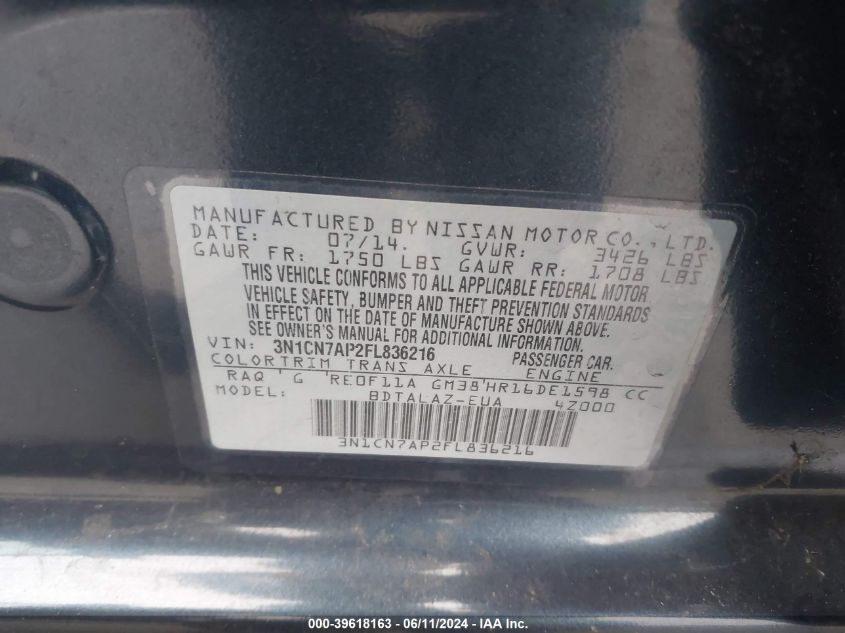 MANUFACTURED BY NISSAN MOTOR CO., LTD.
DATE: 07/14. GVWR: 3426 LBS
GAWR FR: 1750 LBS GAWR RR: 1708 LBS
THIS VEHICLE CONFORMS TO ALL APPLICABLE FEDERAL MOTOR
VEHICLE SAFETY, BUMPER AND THEFT PREVENTION STANDARDS
IN EFFECT ON THE DATE OF MANUFACTURE SHOWN ABOVE.
SEE OWNER'S MANUAL FOR ADDITIONAL INFORMATION.
VIN: 3N1CN7AP2FL836216 PASSENGER CAR.
COLOR TRIM TRANS AXLE ENGINE
RAQ G RE0F11A GM38 HR16DE1598 CC
MODEL: BDTALAZ-EUA 4Z000
3N1CN7AP2FL836216
000-39618163 - 06/11/2024 - IAA Inc.